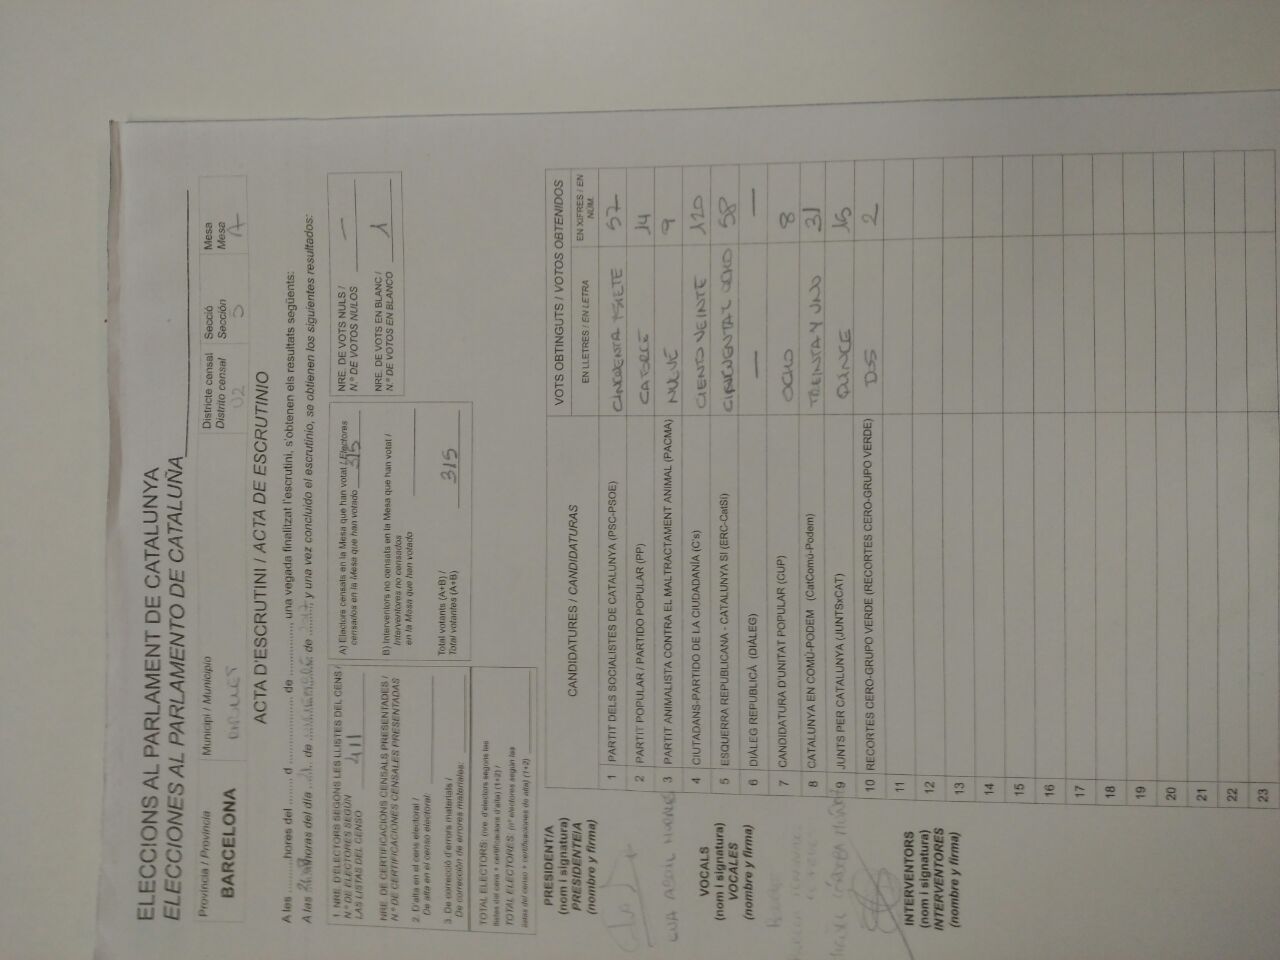 ELECCIONS AL PARLAMENT DE CATALUNYA
ELECCIONES AL PARLAMENTO DE CATALUÑA
Província / Provincia
BARCELONA
Municipi / Municipio
Districte censal
Distrito censal
02
Secció
Sección
3
Mesa
Mesa
A
ACTA D'ESCRUTINI / ACTA DE ESCRUTINIO
A les ............hores del ........ d .................. de ............, una vegada finalitzat l'escrutini, s'obtenen els resultats següents:
A las horas del día de de y una vez concluido el escrutinio, se obtienen los siguientes resultados:
1. NRE. D'ELECTORS SEGONS LES LLISTES DEL CENS /
N.º DE ELECTORES SEGÚN
LAS LISTAS DEL CENSO 411
NRE. DE CERTIFICACIONS CENSALS PRESENTADES /
N.º DE CERTIFICACIONES CENSALES PRESENTADAS
2. D'alta en el cens electoral /
De alta en el censo electoral:
3. De correcció d'errors materials /
De corrección de errores materiales:
TOTAL ELECTORS: (nre. d'electors segons les
llistes del cens + certificacions d'alta) (1+2) /
TOTAL ELECTORES: (nº electores según las
listas del censo + certificaciones de alta) (1+2)
A) Electors censats en la Mesa que han votat / Electores
censados en la Mesa que han votado 315
B) Interventors no censats en la Mesa que han votat /
Interventores no censados
en la Mesa que han votado
Total votants (A+B) /
Total votantes (A+B) 315
NRE. DE VOTS NULS /
N.º DE VOTOS NULOS —
NRE. DE VOTS EN BLANC /
N.º DE VOTOS EN BLANCO 1
CANDIDATURES / CANDIDATURAS
VOTS OBTINGUTS / VOTOS OBTENIDOS
EN LLETRES / EN LETRA
EN XIFRES / EN NÚM.
1 PARTIT DELS SOCIALISTES DE CATALUNYA (PSC-PSOE) CINCUENTA Y SIETE 57
2 PARTIT POPULAR / PARTIDO POPULAR (PP) CATORCE 14
3 PARTIT ANIMALISTA CONTRA EL MALTRACTAMENT ANIMAL (PACMA) NUEVE 9
4 CIUTADANS-PARTIDO DE LA CIUDADANÍA (C's) CIENTO VEINTE 120
5 ESQUERRA REPUBLICANA - CATALUNYA SÍ (ERC-CatSí) CINCUENTA Y OCHO 58
6 DIÀLEG REPUBLICÀ (DIÀLEG) — —
7 CANDIDATURA D'UNITAT POPULAR (CUP) OCHO 8
8 CATALUNYA EN COMÚ-PODEM (CatComú-Podem) TREINTA Y UNO 31
9 JUNTS PER CATALUNYA (JUNTSxCAT) QUINCE 15
10 RECORTES CERO-GRUPO VERDE (RECORTES CERO-GRUPO VERDE) DOS 2
11
12
13
14
15
16
17
18
19
20
21
22
23
PRESIDENT/A
(nom i signatura)
PRESIDENTE/A
(nombre y firma)
VOCALS
(nom i signatura)
VOCALES
(nombre y firma)
INTERVENTORS
(nom i signatura)
INTERVENTORES
(nombre y firma)